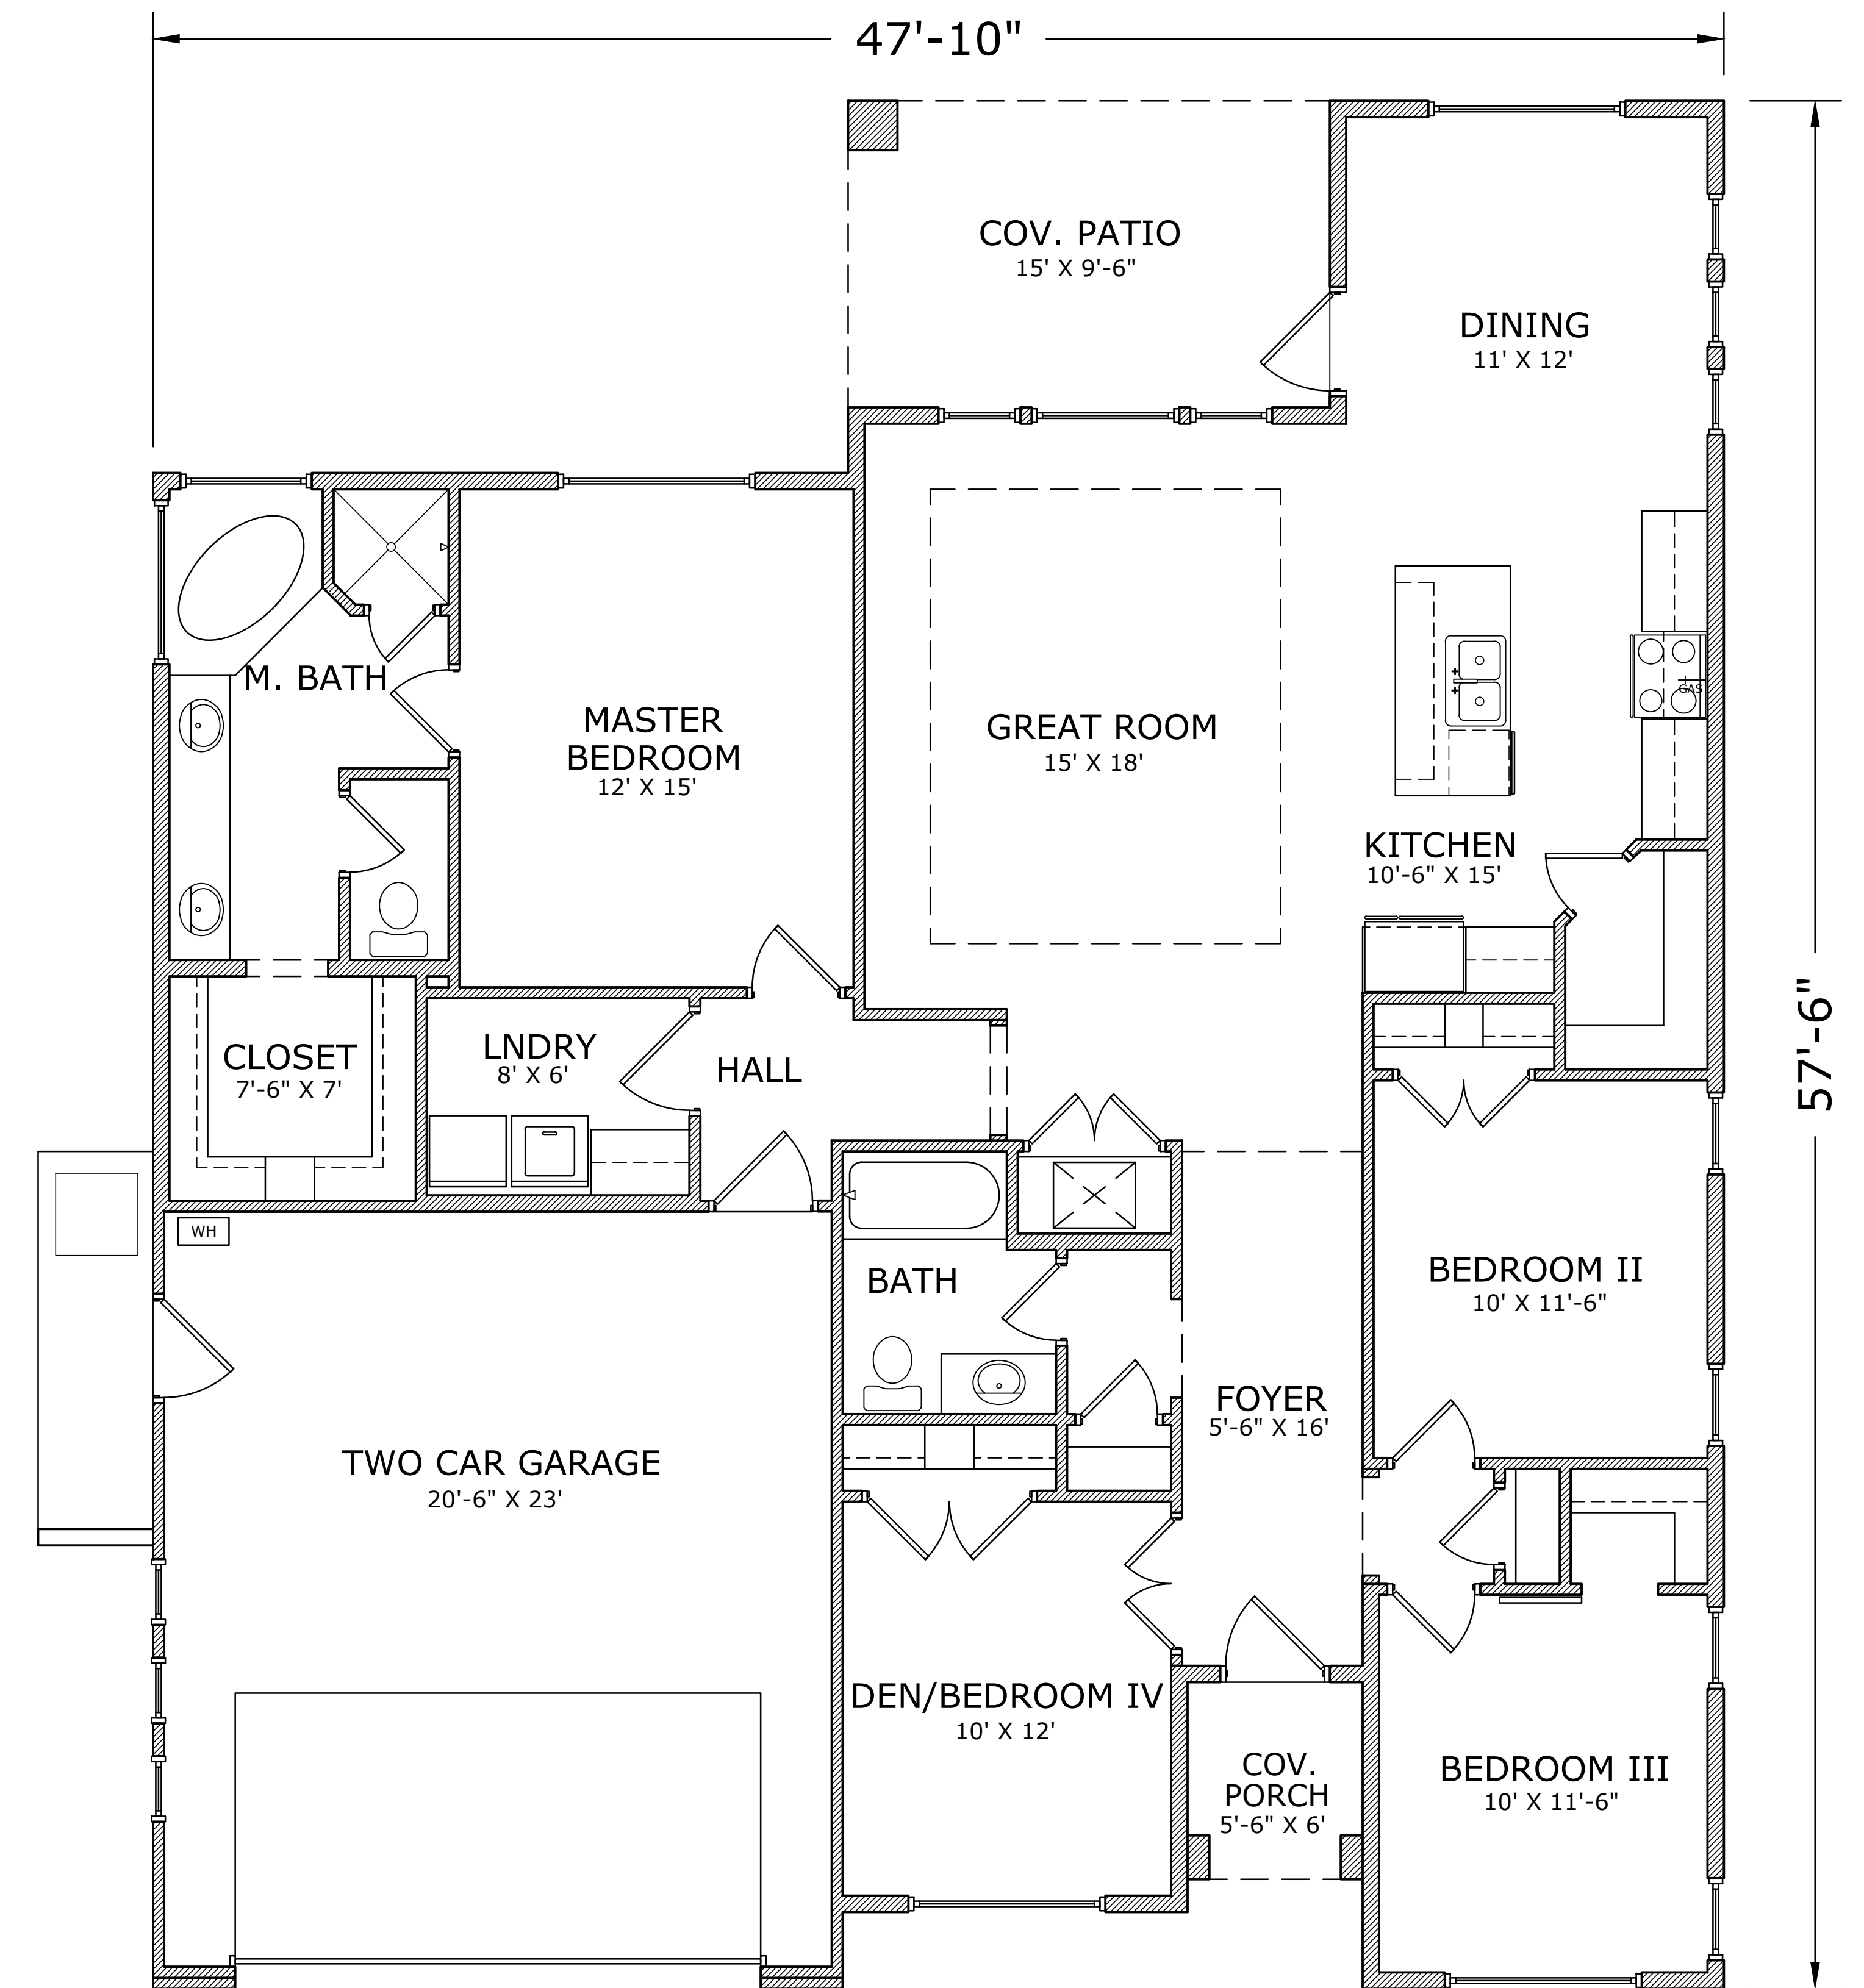 47'-10"
COV. PATIO
15' X 9'-6"
DINING
11' X 12'
M. BATH
MASTER
BEDROOM
12' X 15'
GREAT ROOM
15' X 18'
GAS
KITCHEN
10'-6" X 15'
57'-6"
CLOSET
7'-6" X 7'
LNDRY
8' X 6'
HALL
WH
BATH
BEDROOM II
10' X 11'-6"
FOYER
5'-6" X 16'
TWO CAR GARAGE
20'-6" X 23'
DEN/BEDROOM IV
10' X 12'
COV.
PORCH
5'-6" X 6'
BEDROOM III
10' X 11'-6"